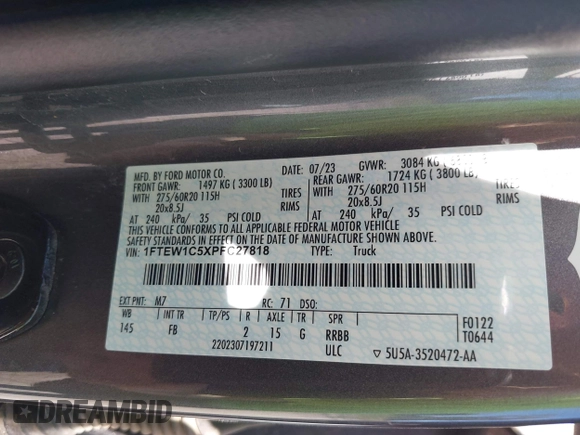 MFD. BY FORD MOTOR CO. DATE: 07/23 GVWR: 3084 KG
FRONT GAWR: 1497 KG ( 3300 LB) REAR GAWR: 1724 KG ( 3800 LB)
WITH 275/60R20 115H TIRES WITH 275/60R20 115H TIRES
20x8.5J RIMS 20x8.5J RIMS
AT 240 kPa/ 35 PSI COLD AT 240 kPa/ 35 PSI COLD
THIS VEHICLE CONFORMS TO ALL APPLICABLE FEDERAL MOTOR VEHICLE
SAFETY AND THEFT PREVENTION STANDARDS IN EFFECT ON THE DATE OF MANUFACTURE SHOWN ABOVE.
VIN: 1FTEW1C5XPFC27818 TYPE: Truck
EXT PNT: M7 RC: 71 DSO:
WB INT TR TP/PS R AXLE TR SPR F0122
145 FB 2 15 G RRBB T0644
2202307197211 ULC 5U5A-3520472-AA
DREAMBID